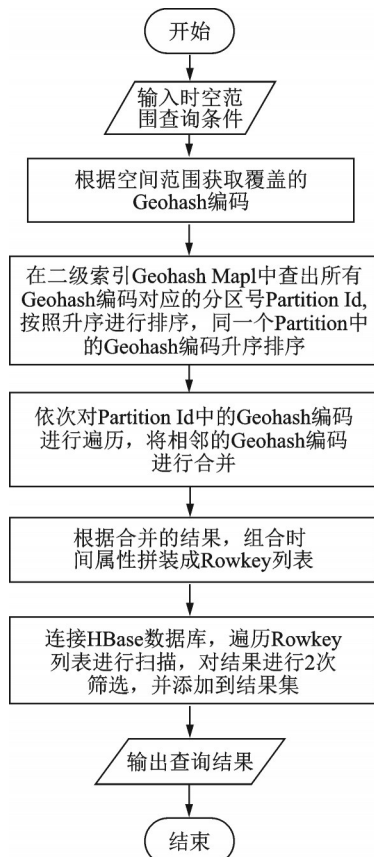 开始
输入时空范
围查询条件
根据空间范围获取覆盖的
Geohash编码
在二级索引Geohash Mapl中查出所有
Geohash编码对应的分区号Partition Id,
按照升序进行排序，同一个Partition中
的Geohash编码升序排序
依次对Partition Id中的Geohash编码
进行遍历，将相邻的Geohash编码
进行合并
根据合并的结果，组合时
间属性拼装成Rowkey列表
连接HBase数据库，遍历Rowkey
列表进行扫描，对结果进行2次
筛选，并添加到结果集
输出查询结果
结束